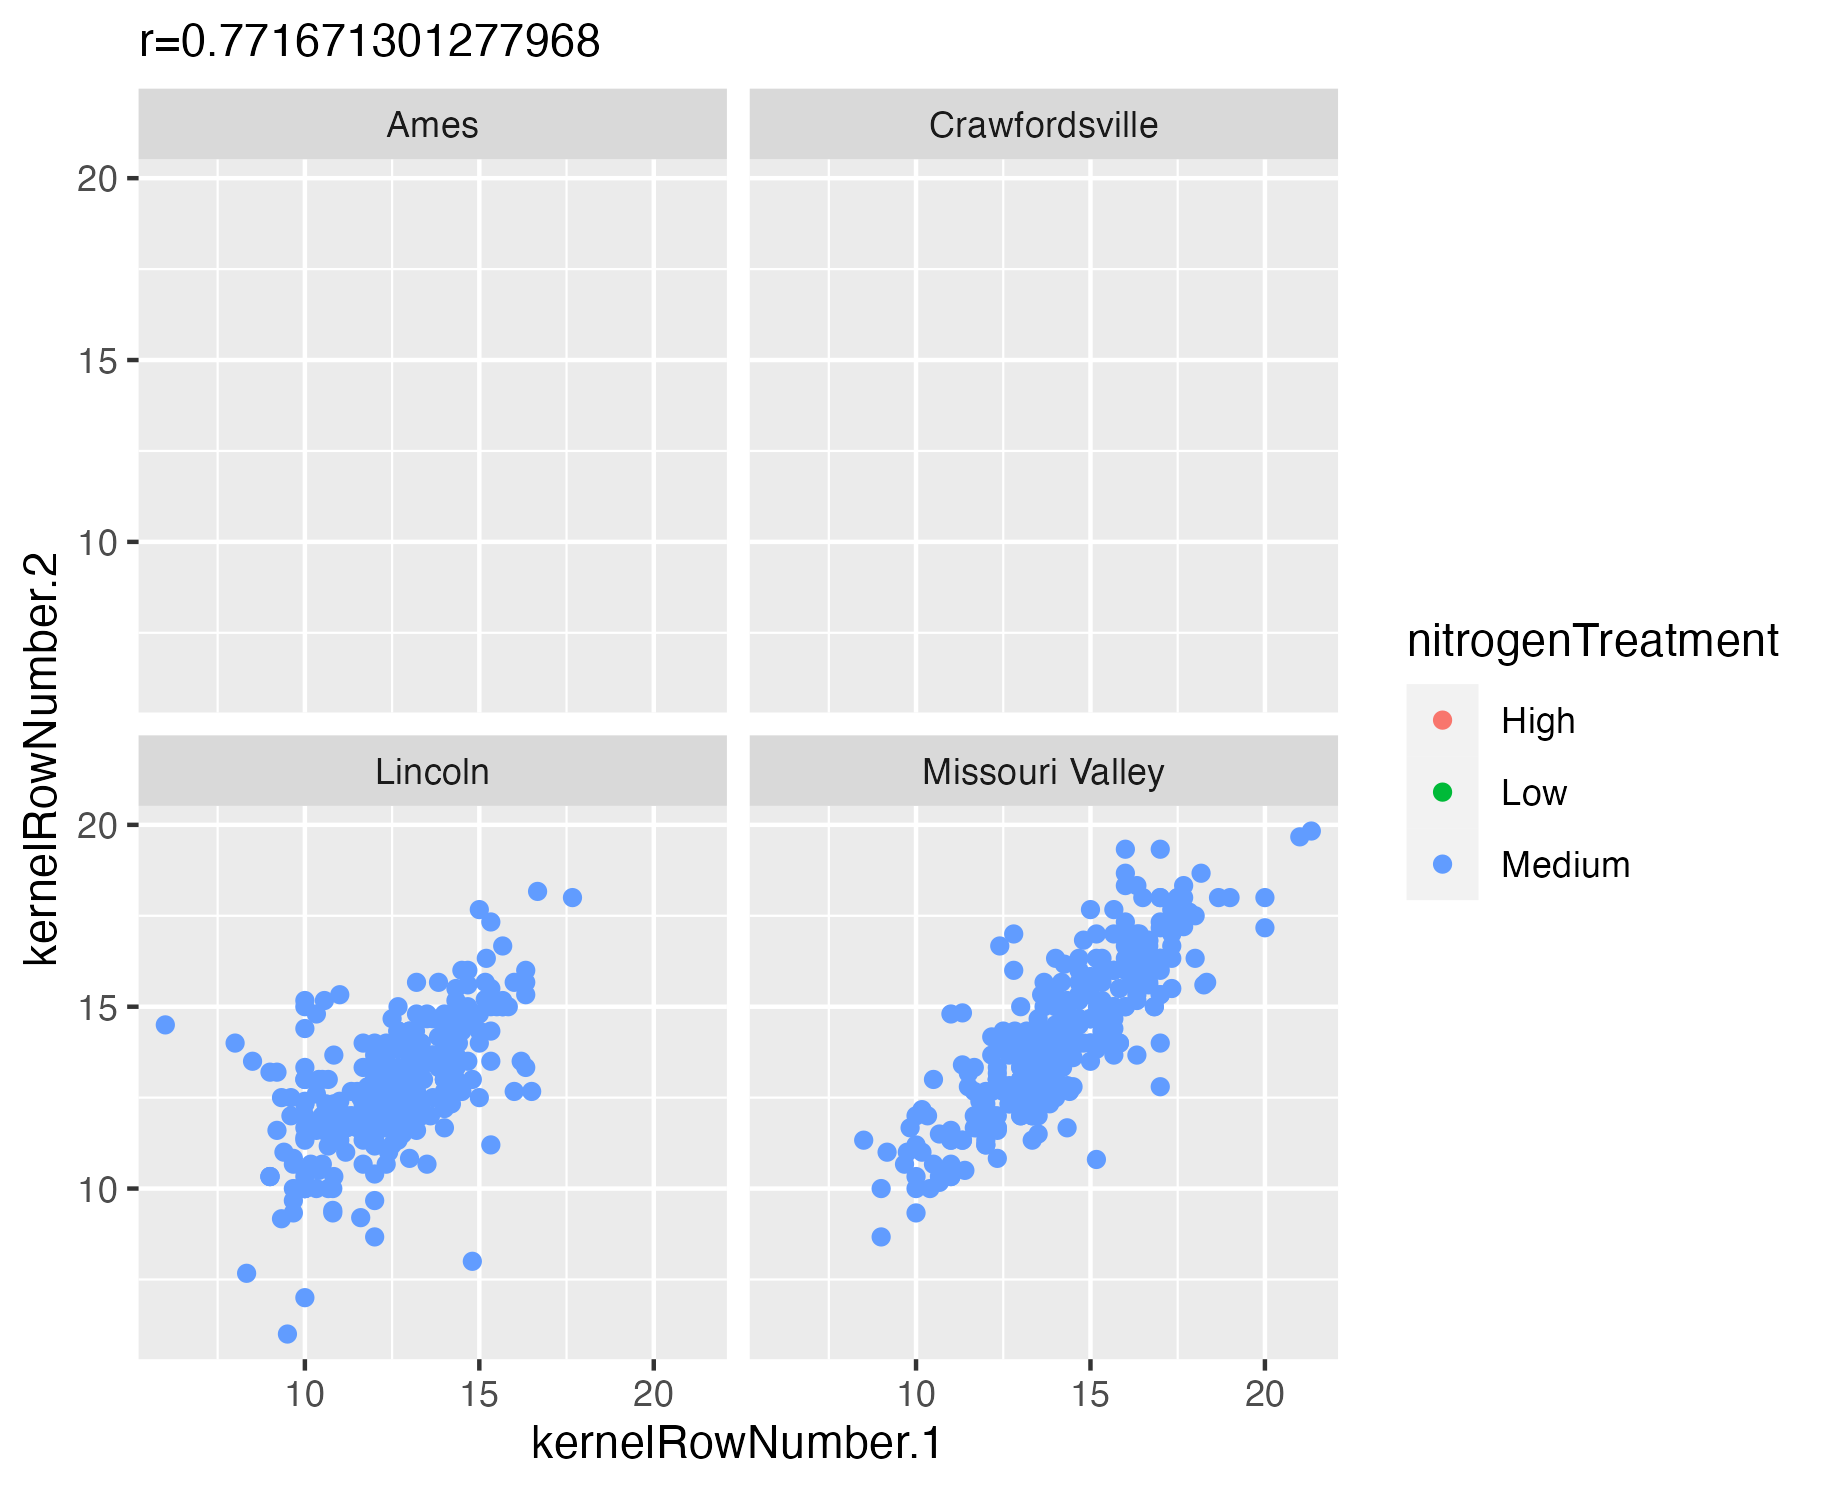 r=0.771671301277968
Ames
Crawfordsville
20
15
10
Lincoln
Missouri Valley
20
15
10
10
15
20
10
15
20
kernelRowNumber.1
kernelRowNumber.2
nitrogenTreatment
High
Low
Medium